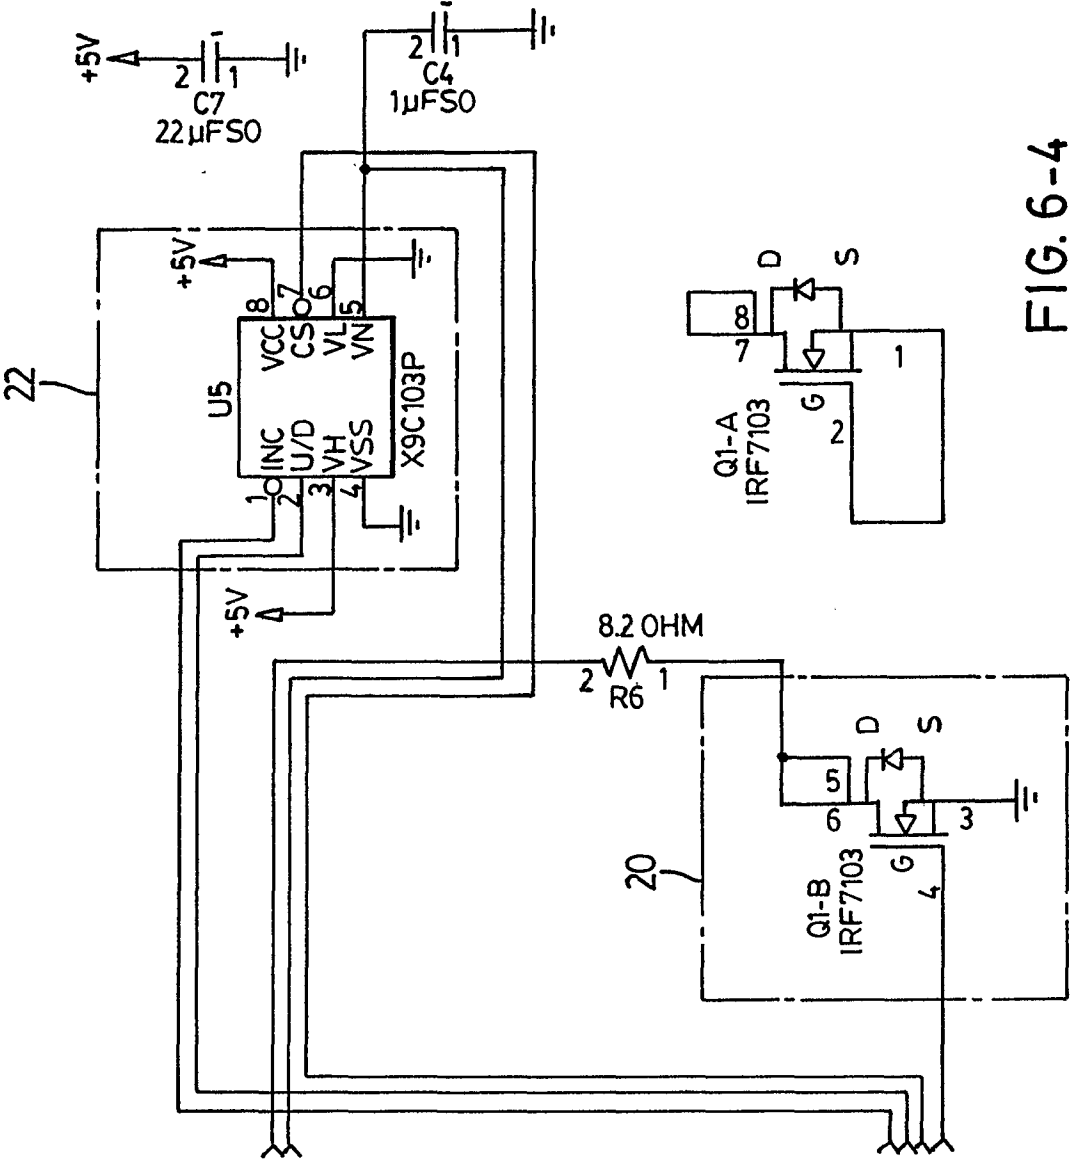 +5V
2
1
C7
22µFSO
2
1
C4
1µFSO
22
+5V
U5
8
7
6
5
VCC
CS
VL
VN
INC
U/D
VH
VSS
1
2
3
4
X9C103P
+5V
8.2 OHM
2
1
R6
Q1-A
IRF7103
8
7
D
S
G
1
2
20
Q1-B
IRF7103
5
6
D
S
G
3
4
FIG. 6-4